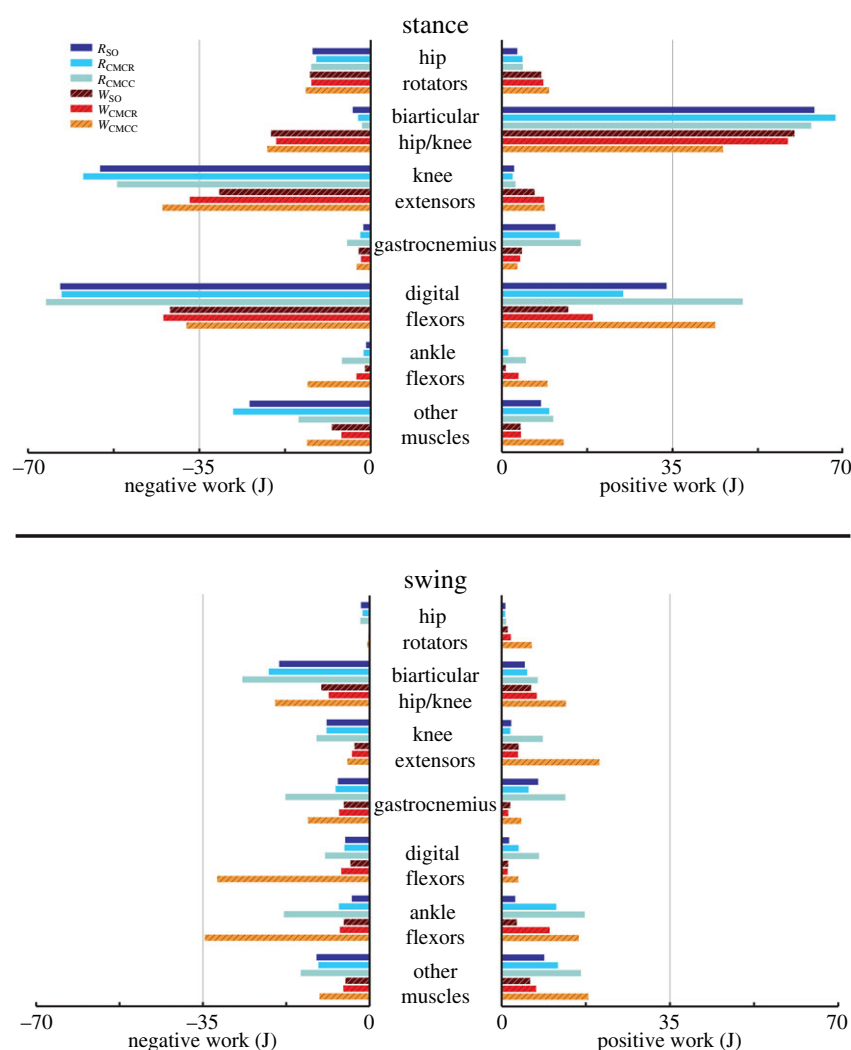 stance
R_SO
R_CMCR
R_CMCC
W_SO
W_CMCR
W_CMCC
hip
rotators
biarticular
hip/knee
knee
extensors
gastrocnemius
digital
flexors
ankle
flexors
other
muscles
–70 –35 0 0 35 70
negative work (J) positive work (J)
swing
hip
rotators
biarticular
hip/knee
knee
extensors
gastrocnemius
digital
flexors
ankle
flexors
other
muscles
–70 –35 0 0 35 70
negative work (J) positive work (J)